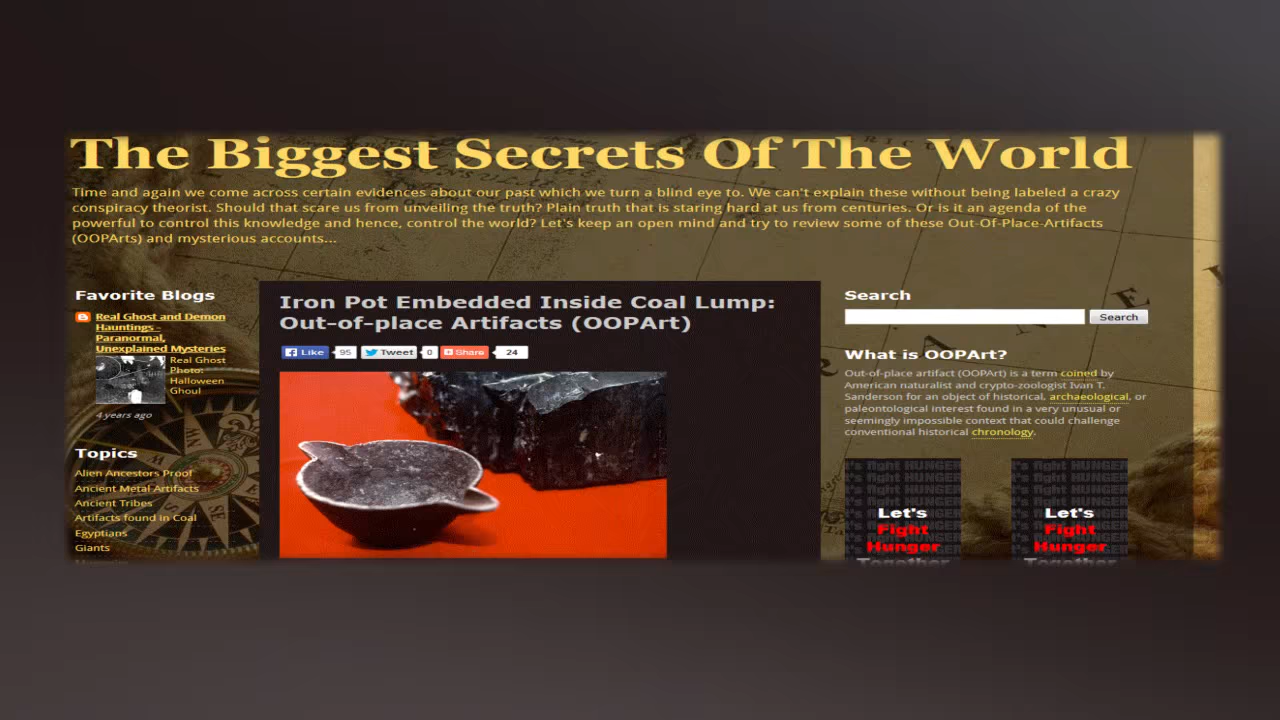 The Biggest Secrets Of The World
Time and again we come across certain evidences about our past which we turn a blind eye to. We can't explain these without being labeled a crazy
conspiracy theorist. Should that scare us from unveiling the truth? Plain truth that is staring hard at us from centuries. Or is it an agenda of the
powerful to control this knowledge and hence, control the world? Let's keep an open mind and try to review some of these Out-Of-Place-Artifacts
(OOPArts) and mysterious accounts...
Favorite Blogs
Real Ghost and Demon
Hauntings -
Paranormal,
Unexplained Mysteries
Real Ghost
Photo:
Halloween
Ghoul
4 years ago
Topics
Alien Ancestors Proof
Ancient Metal Artifacts
Ancient Tribes
Artifacts found in Coal
Egyptians
Giants
Iron Pot Embedded Inside Coal Lump:
Out-of-place Artifacts (OOPArt)
Like 95 Tweet 0 Share 24
Search
Search
What is OOPArt?
Out-of-place artifact (OOPArt) is a term coined by
American naturalist and crypto-zoologist Ivan T.
Sanderson for an object of historical, archaeological, or
paleontological interest found in a very unusual or
seemingly impossible context that could challenge
conventional historical chronology.
Let's
Fight
Hunger
Together
Let's
Fight
Hunger
Together